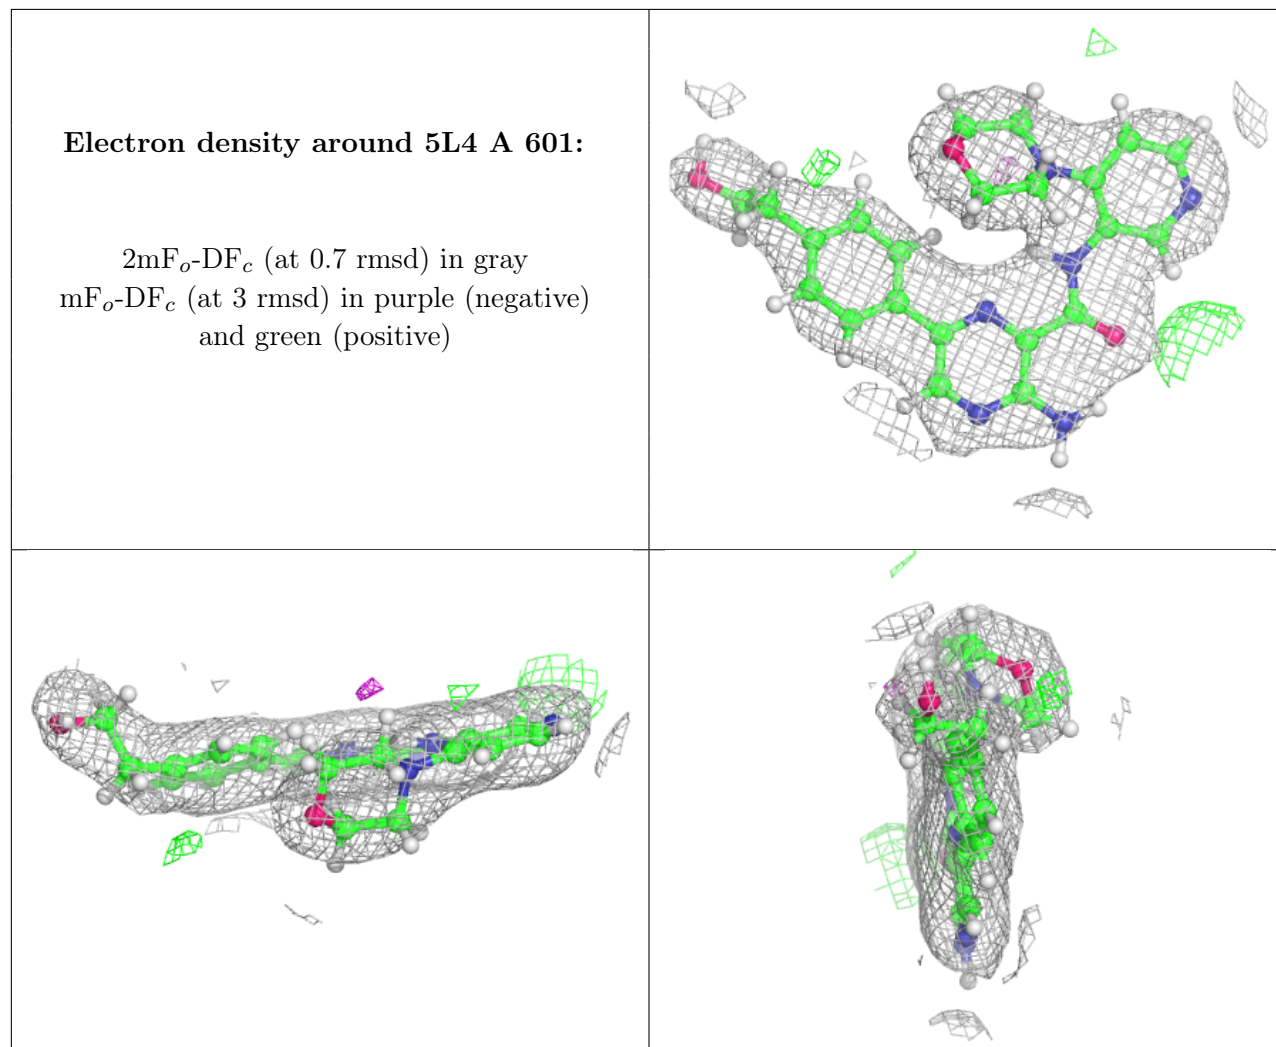 Electron density around 5L4 A 601:
2mFo-DFc (at 0.7 rmsd) in gray
mFo-DFc (at 3 rmsd) in purple (negative)
and green (positive)